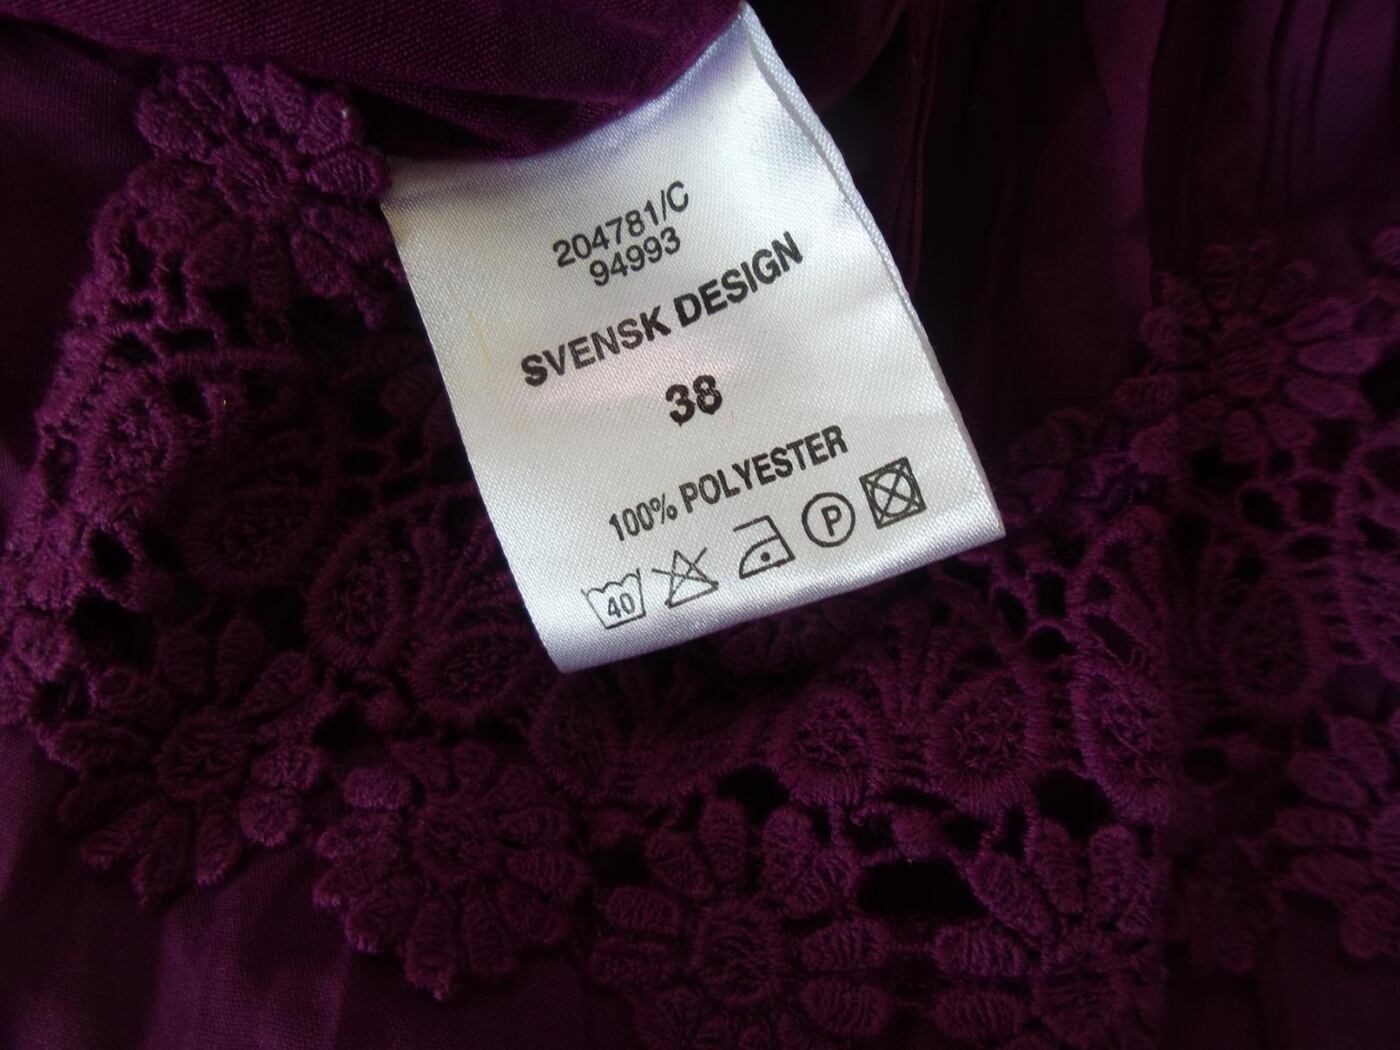 204781/C
94993
SVENSK DESIGN
38
100% POLYESTER
40 P